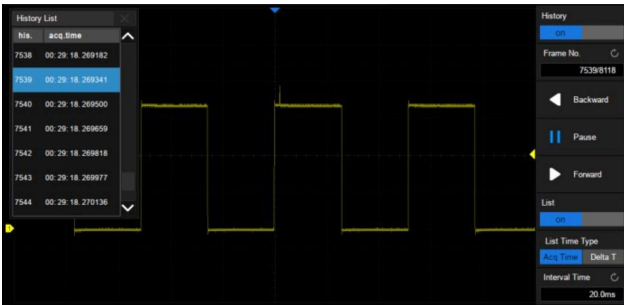 History List
his. acq.time
7538 00: 29: 18. 269182
7539 00: 29: 18. 269341
7540 00: 29: 18. 269500
7541 00: 29: 18. 269659
7542 00: 29: 18. 269818
7543 00: 29: 18. 269977
7544 00: 29: 18. 270136
History
on
Frame No.
7539/8118
Backward
Pause
Forward
List
on
List Time Type
Acq Time Delta T
Interval Time
20.0ms